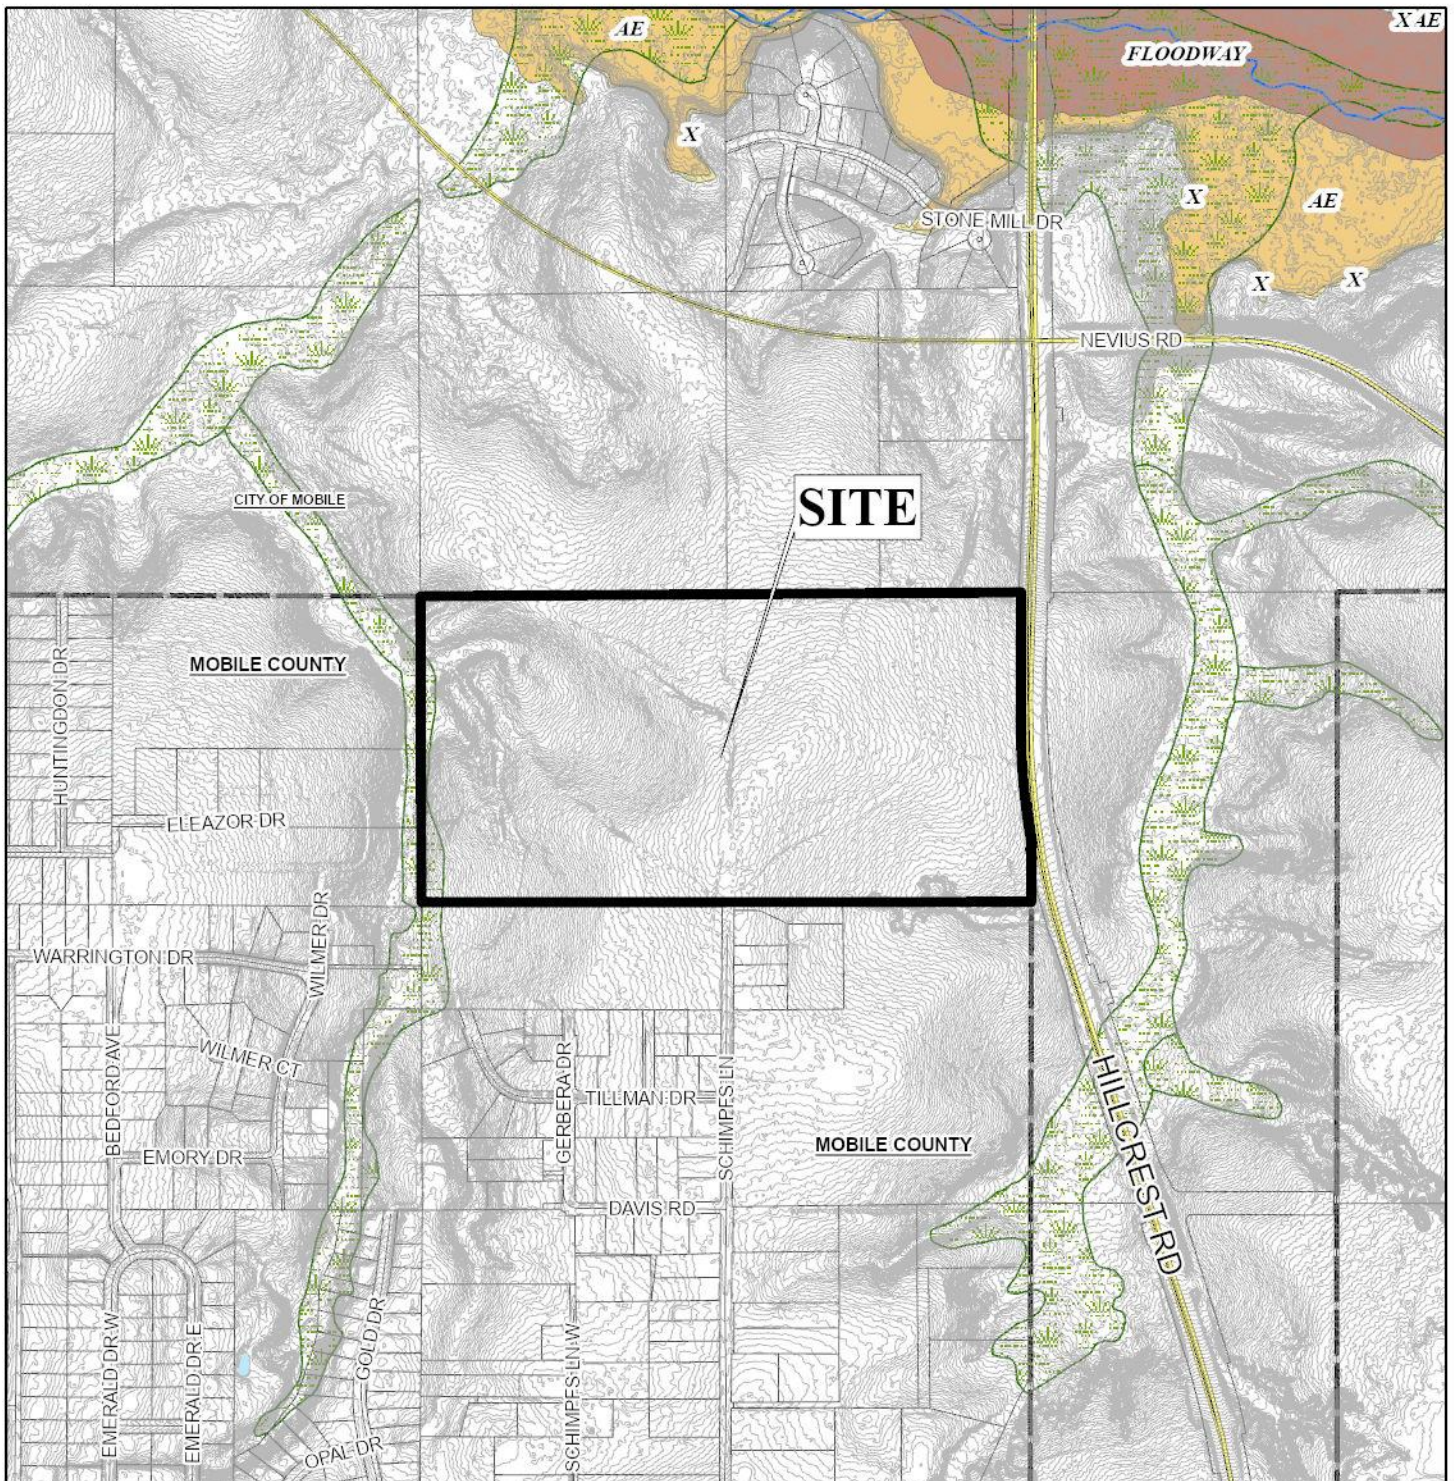 X AE
AE
FLOODWAY
X
X
AE
STONE MILL DR
X
X
NEVIUS RD
SITE
CITY OF MOBILE
MOBILE COUNTY
HUNTINGDON DR
ELEAZOR DR
WILMER DR
WARRINGTON DR
BEDFORD AVE
WILMER CT
GERBERA DR
TILLMAN DR
SCHIMPFS LN
HILLCREST RD
EMORY DR
MOBILE COUNTY
DAVIS RD
EMERALD DR W
EMERALD DR E
GOLD DR
SCHIMPFS LN W
OPAL DR